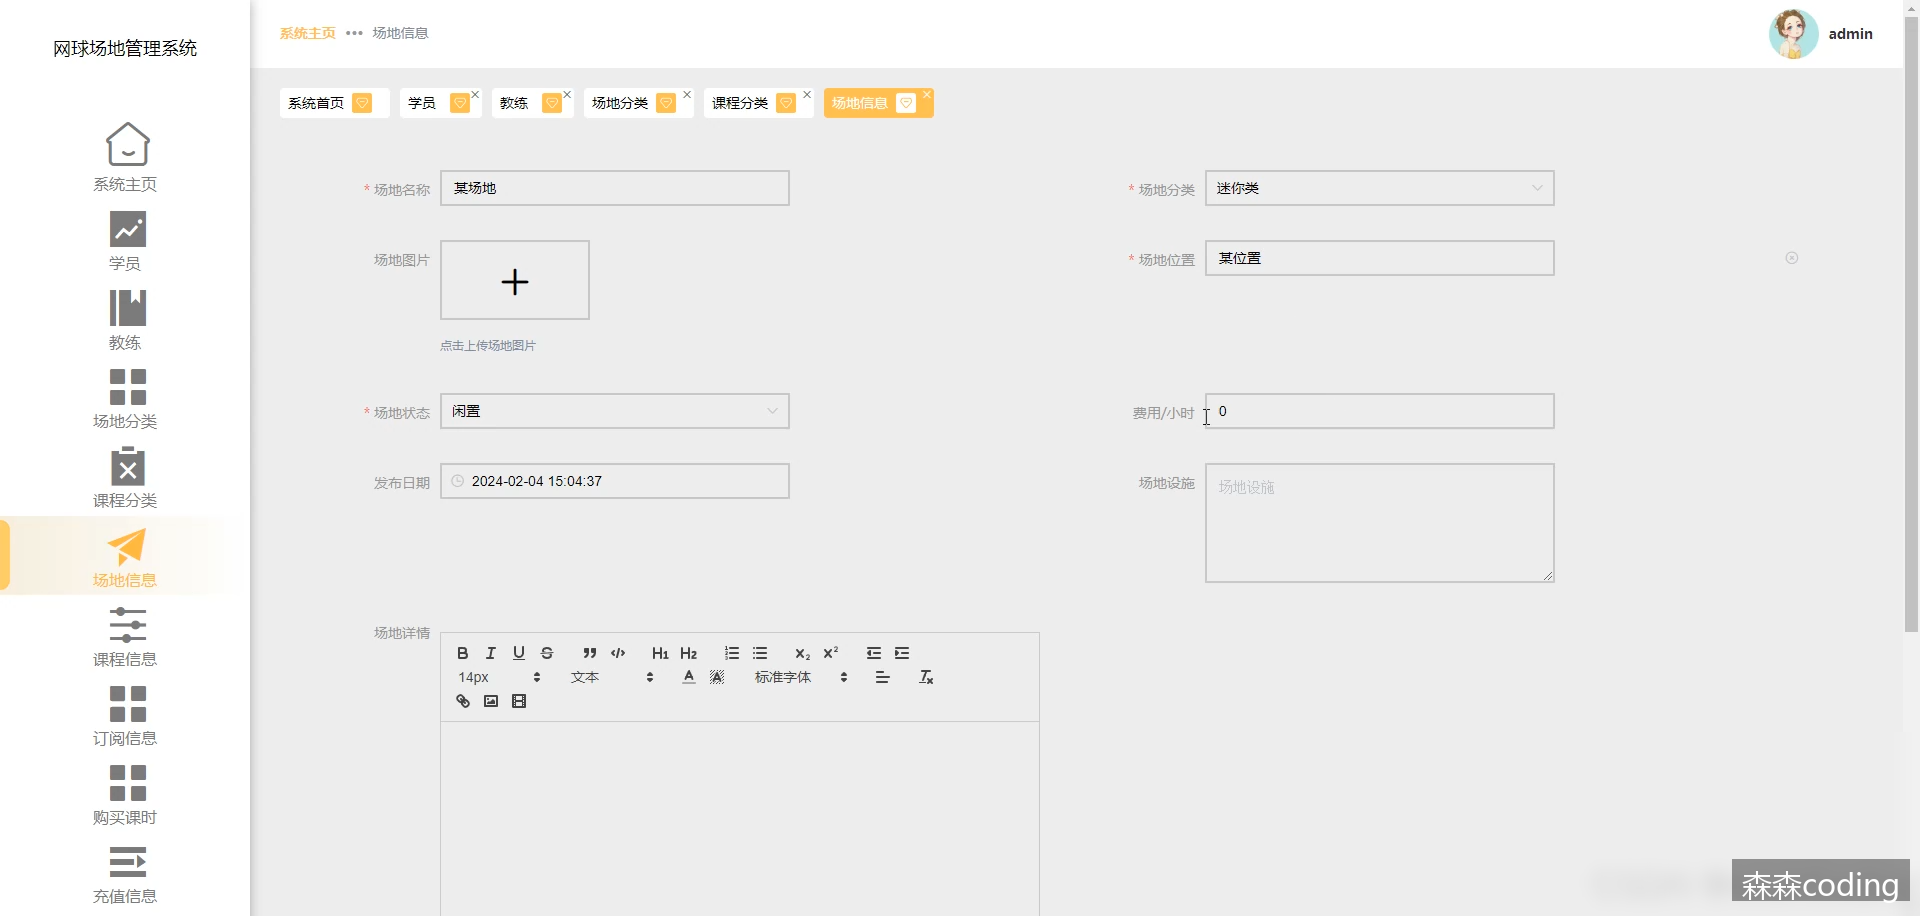 网球场地管理系统
系统主页 ••• 场地信息
admin
系统首页 学员 教练 场地分类 课程分类 场地信息
系统主页
学员
教练
场地分类
课程分类
场地信息
课程信息
订阅信息
购买课时
充值信息
* 场地名称 某场地
* 场地分类 迷你类
场地图片
点击上传场地图片
* 场地位置 某位置
* 场地状态 闲置
费用/小时 0
发布日期 2024-02-04 15:04:37
场地设施 场地设施
场地详情
B I U S H1 H2 X2 X2
14px 文本 A A 标准字体 Tx
森森coding